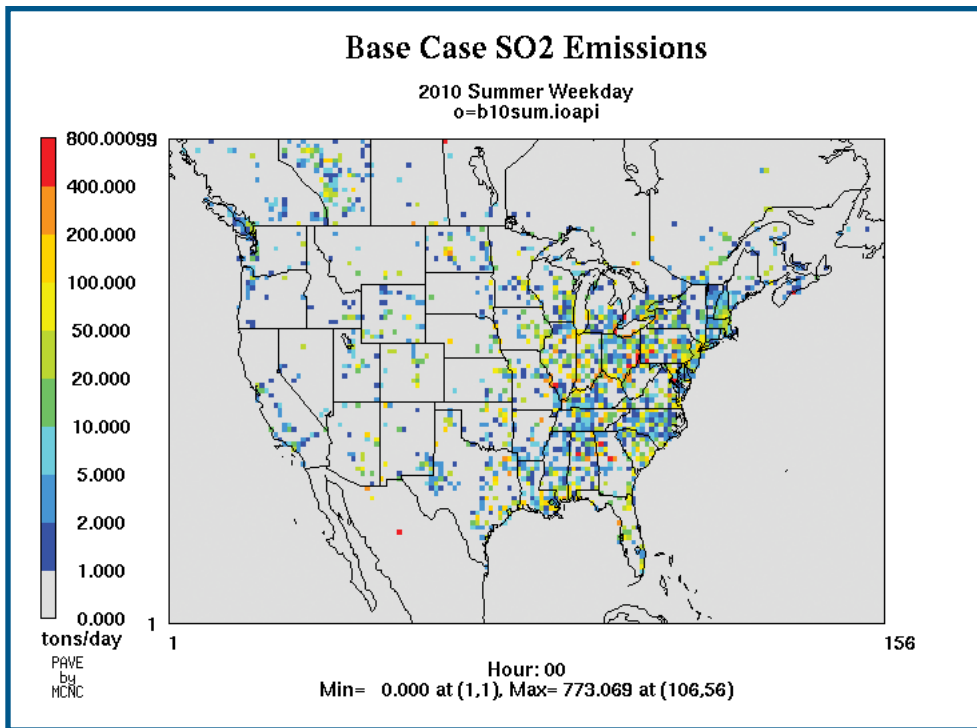 Base Case SO2 Emissions
2010 Summer Weekday
o=b10sum.ioapi
800.000
400.000
200.000
100.000
50.000
20.000
10.000
5.000
2.000
1.000
0.000
tons/day
PAVE
by
MCNC
99
1
1
156
Hour: 00
Min= 0.000 at (1,1), Max= 773.069 at (106,56)